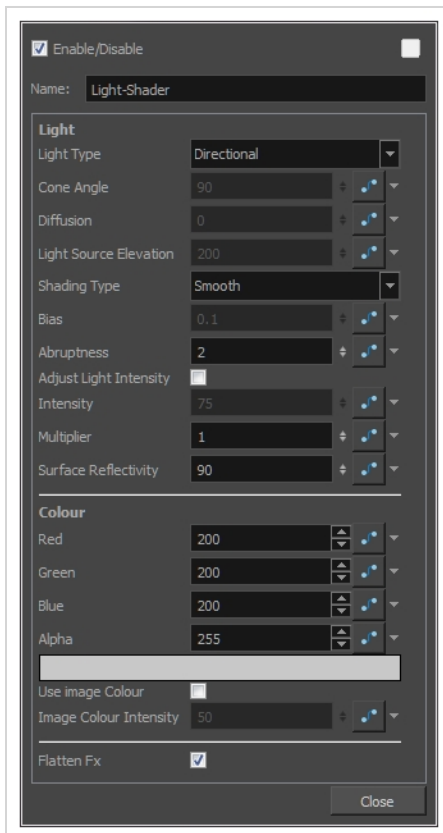 Enable/Disable
Name: Light-Shader
Light
Light Type Directional
Cone Angle 90
Diffusion 0
Light Source Elevation 200
Shading Type Smooth
Bias 0.1
Abruptness 2
Adjust Light Intensity
Intensity 75
Multiplier 1
Surface Reflectivity 90
Colour
Red 200
Green 200
Blue 200
Alpha 255
Use image Colour
Image Colour Intensity 50
Flatten Fx
Close